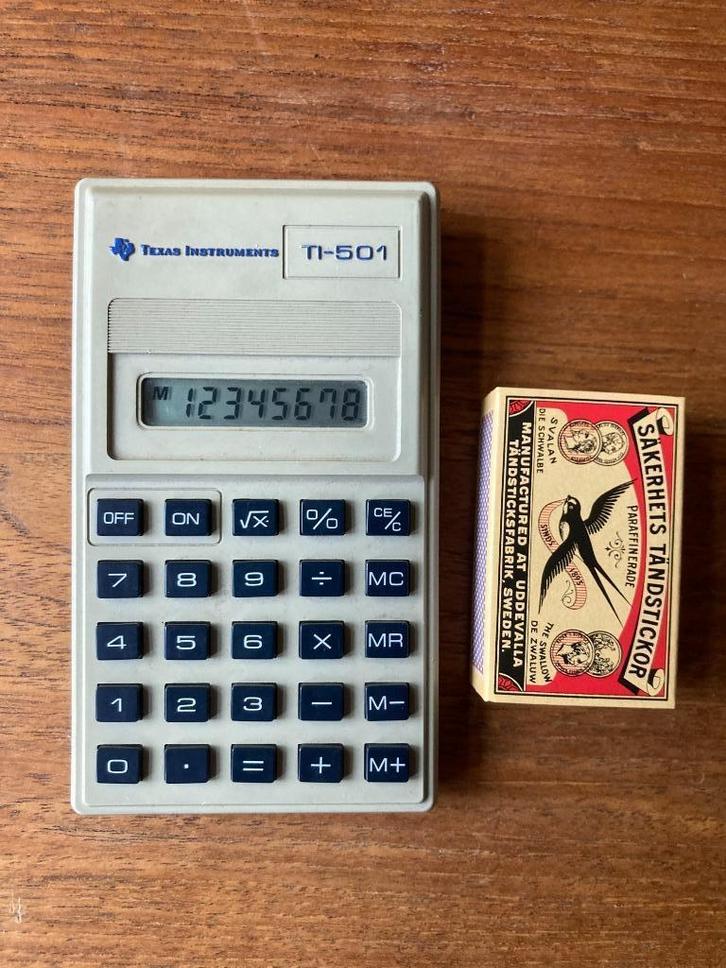 TEXAS INSTRUMENTS TI-501
M 12345678
OFF ON √x % CE/C
7 8 9 ÷ MC
4 5 6 × MR
1 2 3 − M−
0 . = + M+
SÄKERHETS TÄNDSTICKOR
PARAFFINERADE
SVALAN
DIE SCHWALBE
THE SWALLOW
DE ZWALUW
MANUFACTURED AT UDDEVALLA
TÄNDSTICKSFABRIK, SWEDEN.